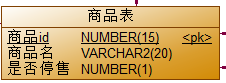 商品表
商品id NUMBER(15) <pk>
商品名 VARCHAR2(20)
是否停售 NUMBER(1)